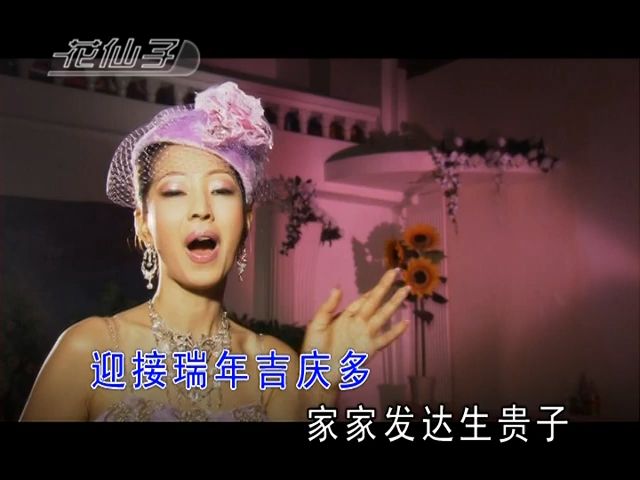 花仙子
迎接瑞年吉庆多
家家发达生贵子